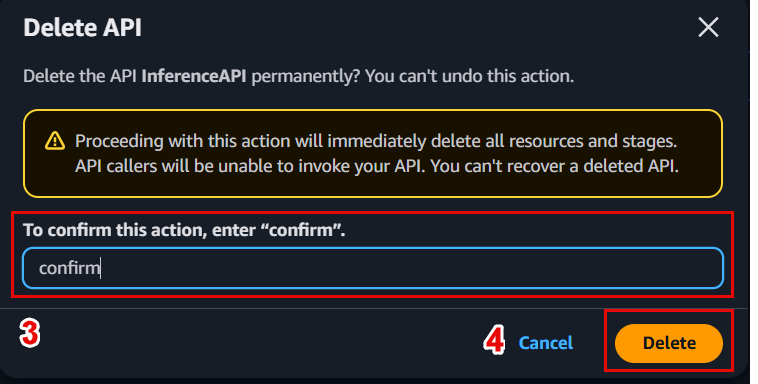 Delete API
Delete the API InferenceAPI permanently? You can't undo this action.
Proceeding with this action will immediately delete all resources and stages.
API callers will be unable to invoke your API. You can't recover a deleted API.
To confirm this action, enter “confirm”.
confirm
3
4 Cancel Delete